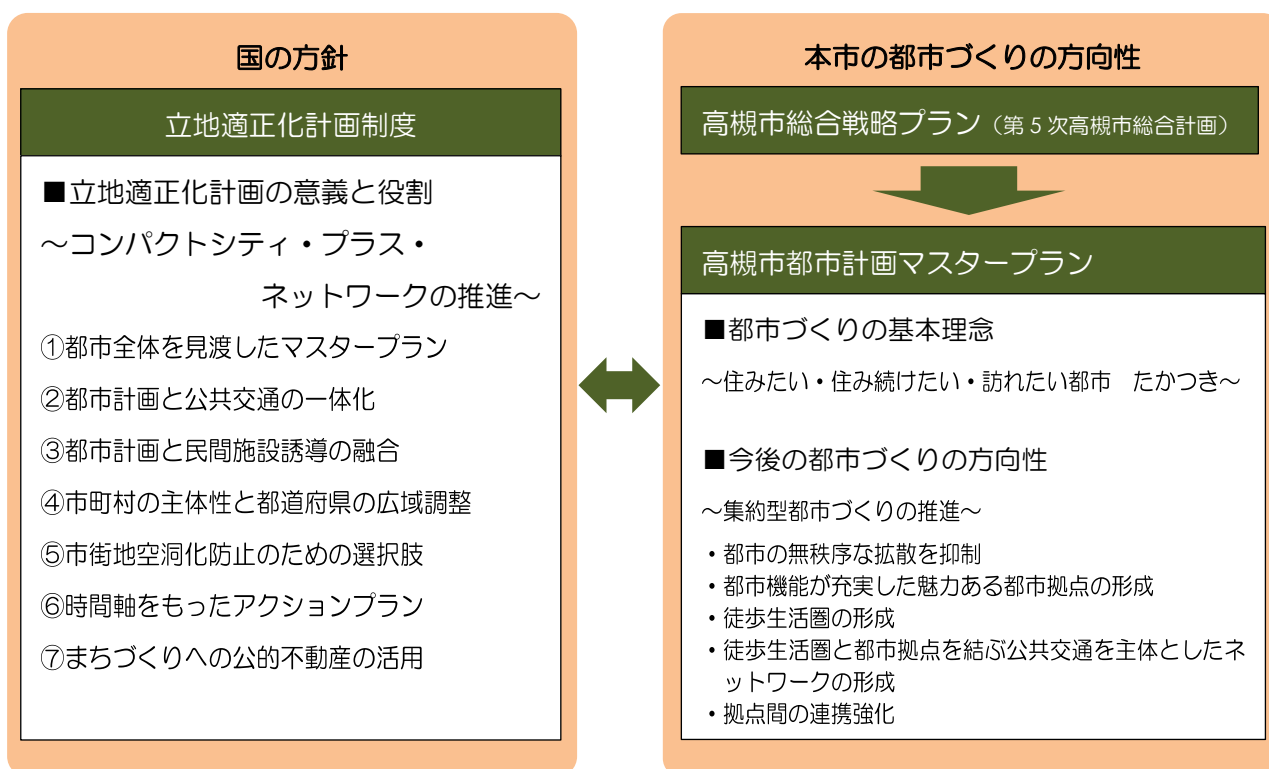 国の方針
立地適正化計画制度
■立地適正化計画の意義と役割
～コンパクトシティ・プラス・
ネットワークの推進～
①都市全体を見渡したマスタープラン
②都市計画と公共交通の一体化
③都市計画と民間施設誘導の融合
④市町村の主体性と都道府県の広域調整
⑤市街地空洞化防止のための選択肢
⑥時間軸をもったアクションプラン
⑦まちづくりへの公的不動産の活用
本市の都市づくりの方向性
高槻市総合戦略プラン（第5次高槻市総合計画）
高槻市都市計画マスタープラン
■都市づくりの基本理念
～住みたい・住み続けたい・訪れたい都市　たかつき～
■今後の都市づくりの方向性
～集約型都市づくりの推進～
・都市の無秩序な拡散を抑制
・都市機能が充実した魅力ある都市拠点の形成
・徒歩生活圏の形成
・徒歩生活圏と都市拠点を結ぶ公共交通を主体としたネ
ットワークの形成
・拠点間の連携強化